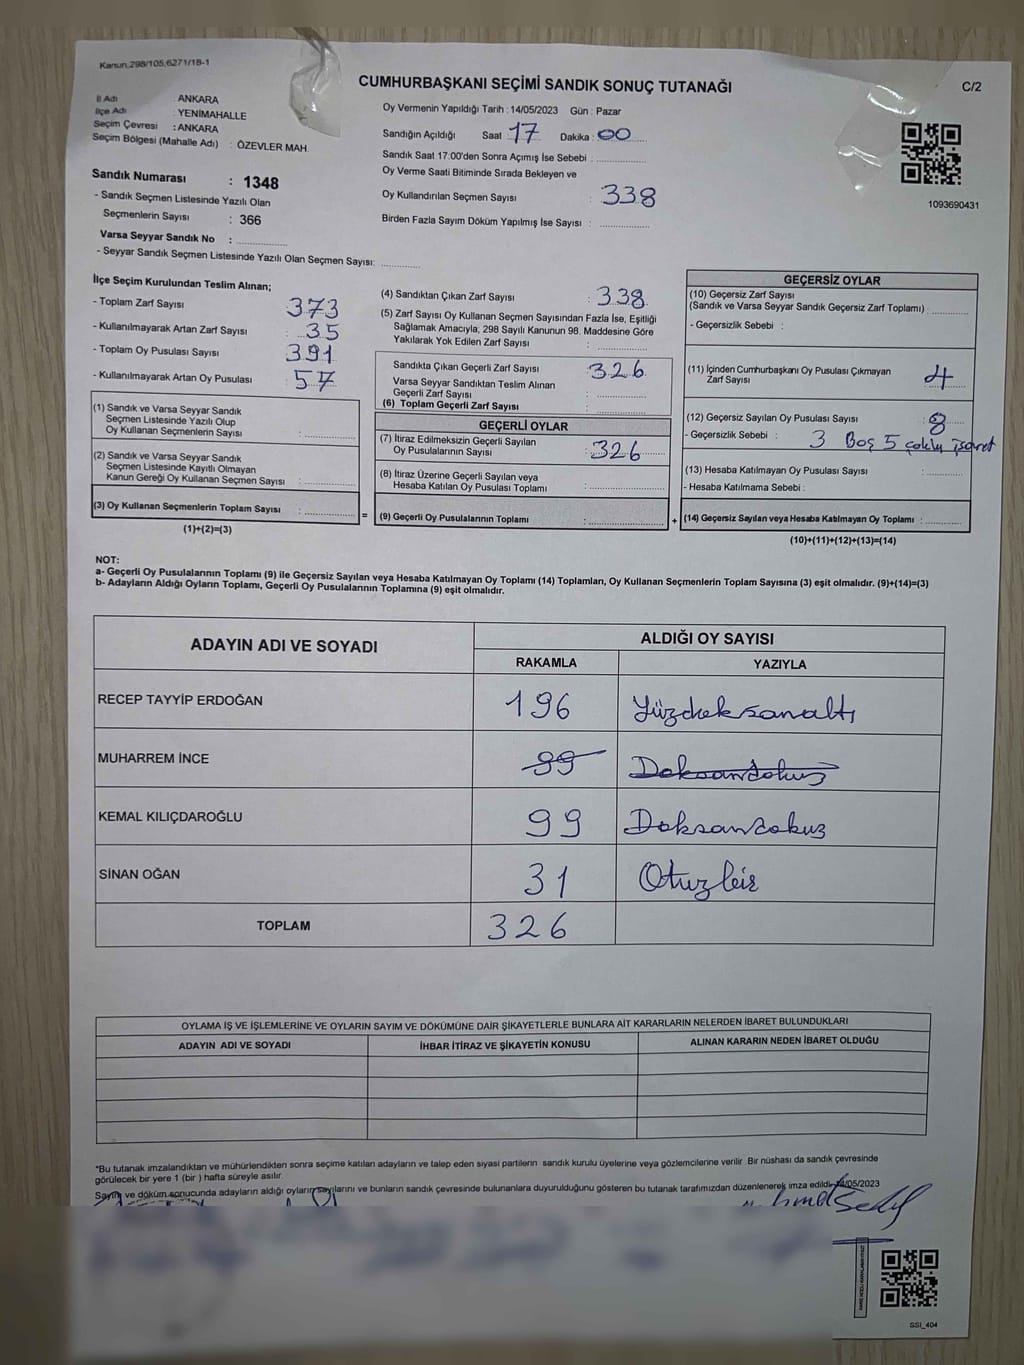 Kanun;298/105;6271/18-1
CUMHURBAŞKANI SEÇİMİ SANDIK SONUÇ TUTANAĞI
C/2
İl Adı : ANKARA
İlçe Adı : YENİMAHALLE
Seçim Çevresi : ANKARA
Seçim Bölgesi (Mahalle Adı) : ÖZEVLER MAH.
Sandık Numarası : 1348
- Sandık Seçmen Listesinde Yazılı Olan
Seçmenlerin Sayısı : 366
Varsa Seyyar Sandık No :
- Seyyar Sandık Seçmen Listesinde Yazılı Olan Seçmen Sayısı:
Oy Vermenin Yapıldığı Tarih : 14/05/2023 Gün : Pazar
Sandığın Açıldığı Saat 17 Dakika : 00
Sandık Saat 17:00'den Sonra Açımış İse Sebebi :
Oy Verme Saati Bitiminde Sırada Bekleyen ve
Oy Kullandırılan Seçmen Sayısı : 338
Birden Fazla Sayım Döküm Yapılmış İse Sayısı :
1093690431
İlçe Seçim Kurulundan Teslim Alınan;
- Toplam Zarf Sayısı : 373
- Kullanılmayarak Artan Zarf Sayısı : 35
- Toplam Oy Pusulası Sayısı : 391
- Kullanılmayarak Artan Oy Pusulası : 57
(1) Sandık ve Varsa Seyyar Sandık
Seçmen Listesinde Yazılı Olup
Oy Kullanan Seçmenlerin Sayısı :
(2) Sandık ve Varsa Seyyar Sandık
Seçmen Listesinde Kayıtlı Olmayan
Kanun Gereği Oy Kullanan Seçmen Sayısı :
(3) Oy Kullanan Seçmenlerin Toplam Sayısı :
(1)+(2)=(3)
(4) Sandıktan Çıkan Zarf Sayısı : 338
(5) Zarf Sayısı Oy Kullanan Seçmen Sayısından Fazla İse, Eşitliği
Sağlamak Amacıyla, 298 Sayılı Kanunun 98. Maddesine Göre
Yakılarak Yok Edilen Zarf Sayısı :
Sandıkta Çıkan Geçerli Zarf Sayısı : 326
Varsa Seyyar Sandıktan Teslim Alınan
Geçerli Zarf Sayısı :
(6) Toplam Geçerli Zarf Sayısı :
GEÇERLİ OYLAR
(7) İtiraz Edilmeksizin Geçerli Sayılan
Oy Pusulalarının Sayısı : 326
(8) İtiraz Üzerine Geçerli Sayılan veya
Hesaba Katılan Oy Pusulası Toplamı :
= (9) Geçerli Oy Pusulalarının Toplamı :
GEÇERSİZ OYLAR
(10) Geçersiz Zarf Sayısı
(Sandık ve Varsa Seyyar Sandık Geçersiz Zarf Toplamı) :
- Geçersizlik Sebebi :
(11) İçinden Cumhurbaşkanı Oy Pusulası Çıkmayan
Zarf Sayısı : 4
(12) Geçersiz Sayılan Oy Pusulası Sayısı : 8
- Geçersizlik Sebebi : 3 Boş 5 çoklu işaret
(13) Hesaba Katılmayan Oy Pusulası Sayısı :
- Hesaba Katılmama Sebebi :
+ (14) Geçersiz Sayılan veya Hesaba Katılmayan Oy Toplamı :
(10)+(11)+(12)+(13)=(14)
NOT:
a- Geçerli Oy Pusulalarının Toplamı (9) ile Geçersiz Sayılan veya Hesaba Katılmayan Oy Toplamı (14) Toplamları, Oy Kullanan Seçmenlerin Toplam Sayısına (3) eşit olmalıdır. (9)+(14)=(3)
b- Adayların Aldığı Oyların Toplamı, Geçerli Oy Pusulalarının Toplamına (9) eşit olmalıdır.
ADAYIN ADI VE SOYADI
ALDIĞI OY SAYISI
RAKAMLA YAZIYLA
RECEP TAYYİP ERDOĞAN 196 Yüzdoksanaltı
MUHARREM İNCE 99 Doksandokuz
KEMAL KILIÇDAROĞLU 99 Doksandokuz
SİNAN OĞAN 31 Otuzbir
TOPLAM 326
OYLAMA İŞ VE İŞLEMLERİNE VE OYLARIN SAYIM VE DÖKÜMÜNE DAİR ŞİKAYETLERLE BUNLARA AİT KARARLARIN NELERDEN İBARET BULUNDUKLARI
ADAYIN ADI VE SOYADI İHBAR İTİRAZ VE ŞİKAYETİN KONUSU ALINAN KARARIN NEDEN İBARET OLDUĞU
*Bu tutanak imzalandıktan ve mühürlendikten sonra seçime katılan adayların ve talep eden siyasi partilerin sandık kurulu üyelerine veya gözlemcilerine verilir. Bir nüshası da sandık çevresinde
görülecek bir yere 1 (bir ) hafta süreyle asılır.
Sayım ve döküm sonucunda adayların aldığı oyların sayılarını ve bunların sandık çevresinde bulunanlara duyurulduğunu gösteren bu tutanak tarafımızdan düzenlenerek imza edildi. 14/05/2023
SSI_404